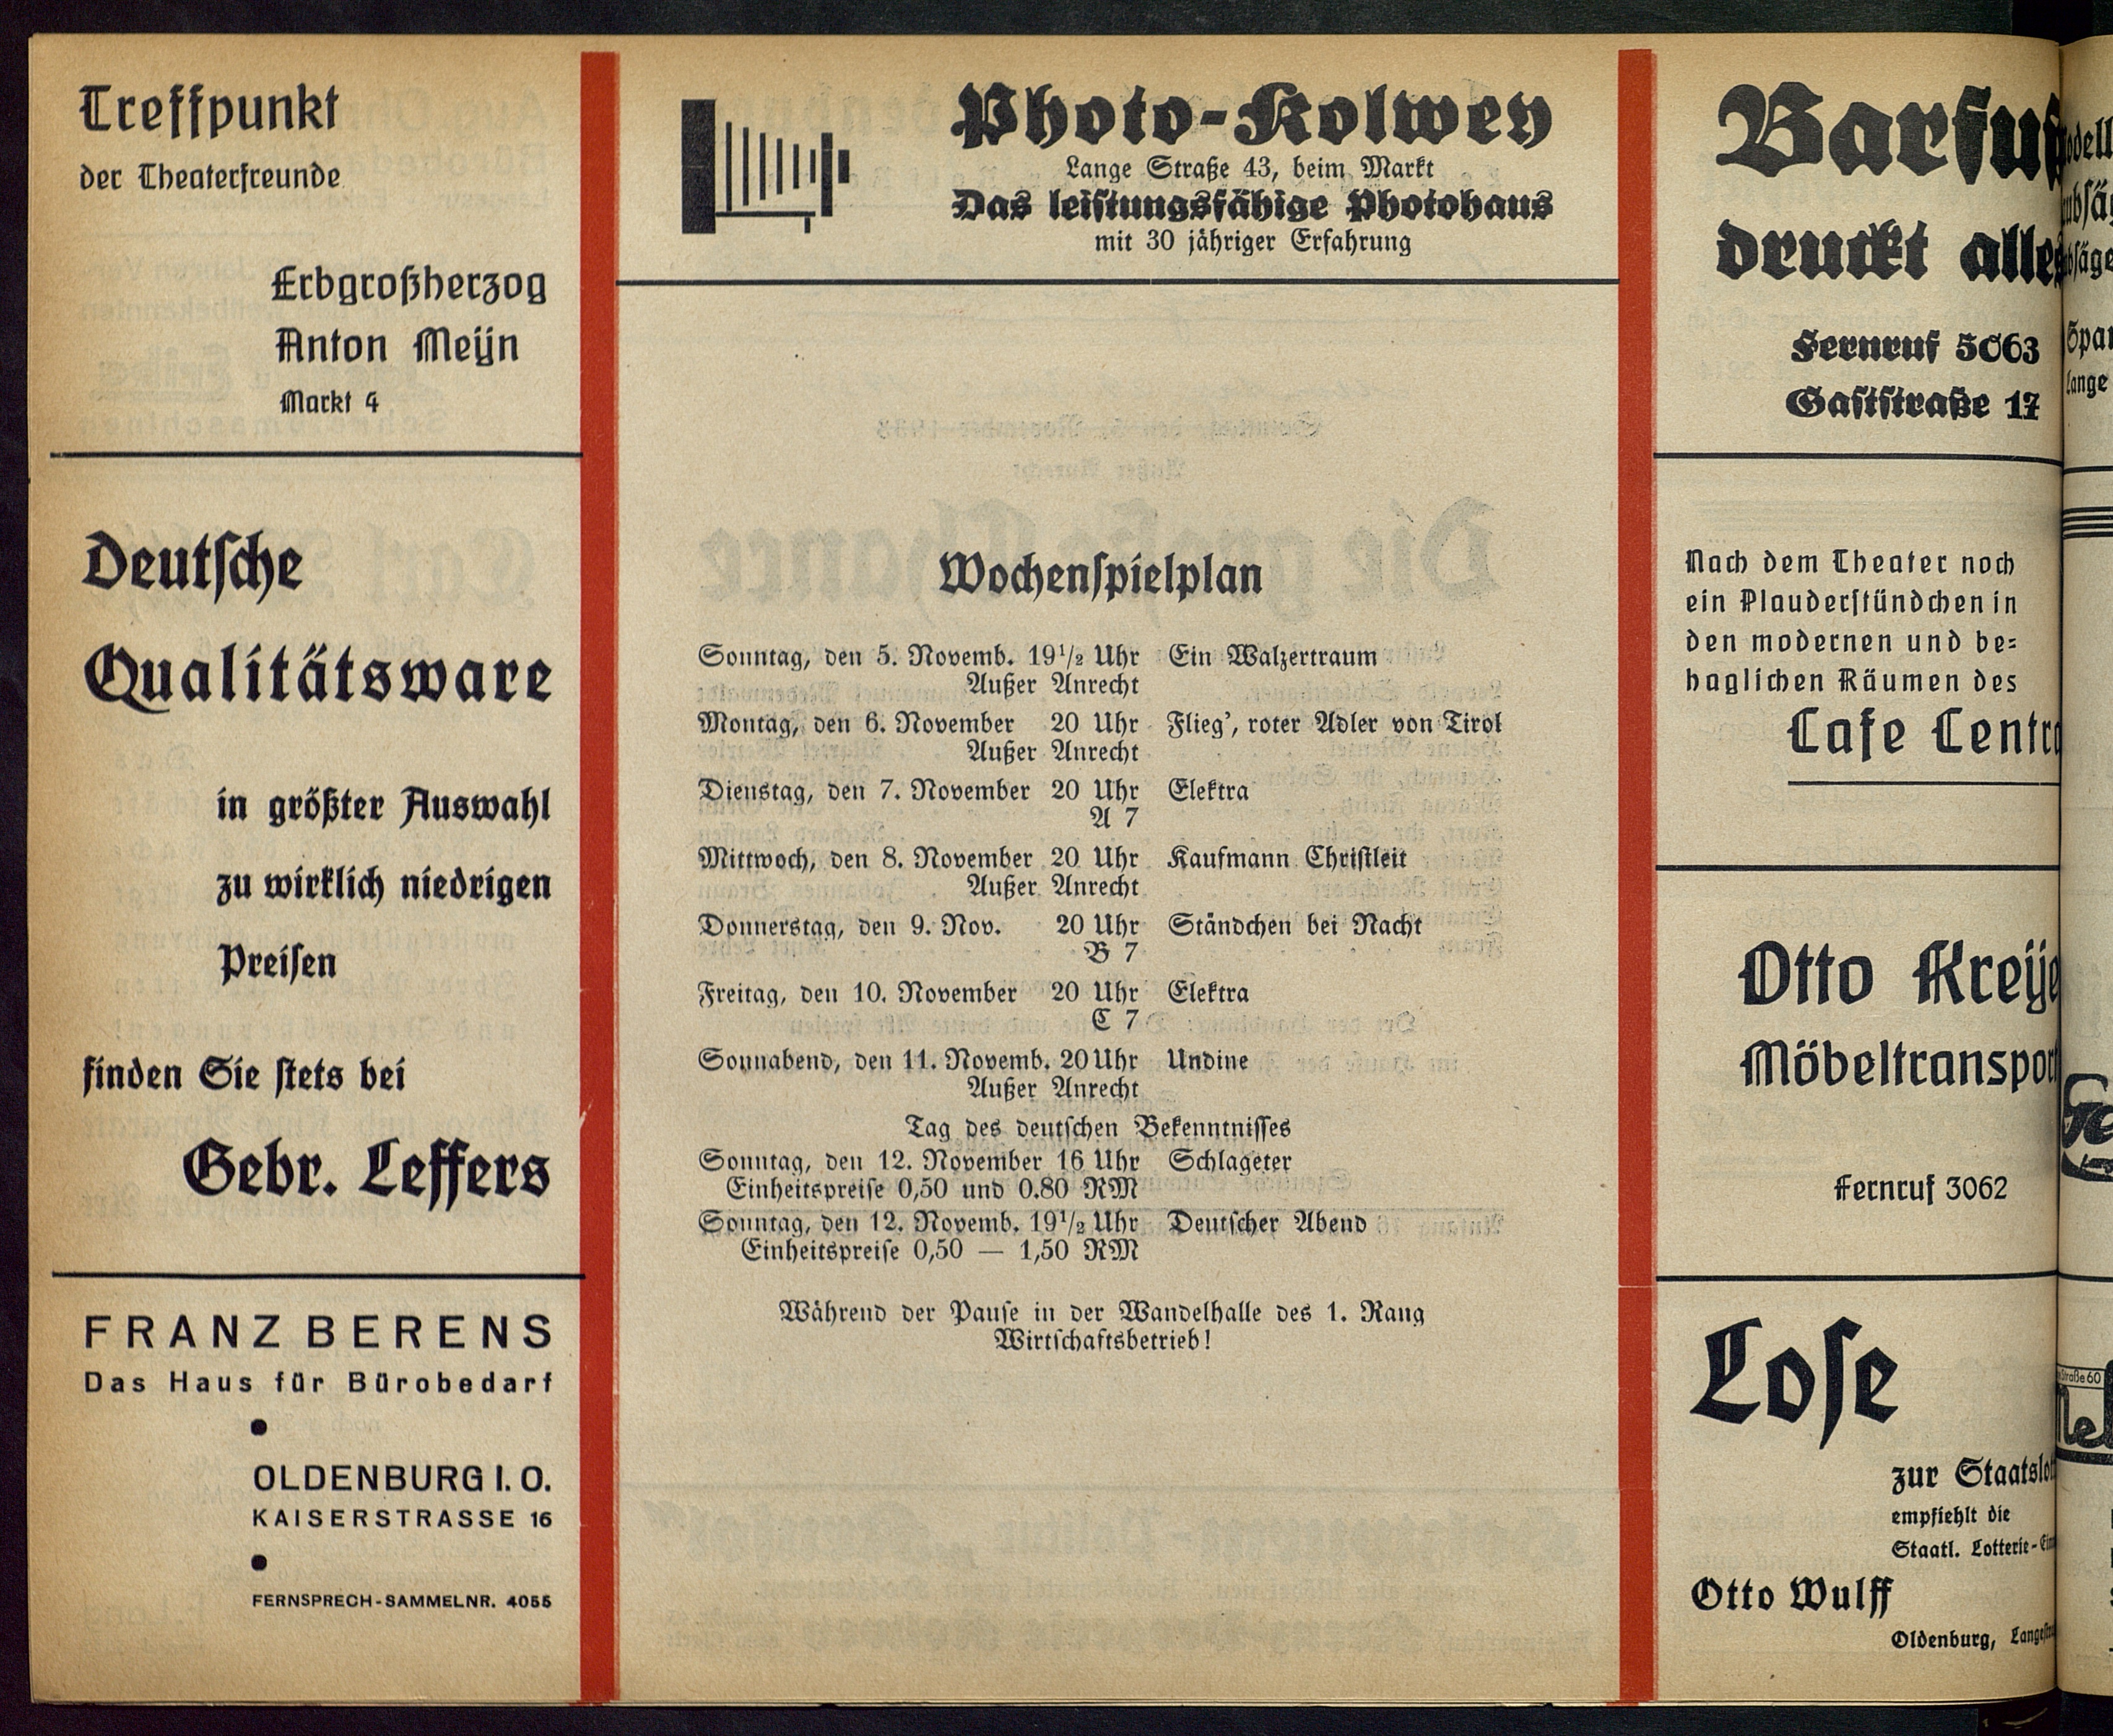 Treffpunkt
der Theaterfreunde
Erbgroßherzog
Anton Meijn
Markt 4
Deutsche
Qualitätsware
in größter Auswahl
zu wirklich niedrigen
Preisen
finden Sie stets bei
Gebr. Leffers
FRANZ BERENS
Das Haus für Bürobedarf
OLDENBURG I. O.
KAISERSTRASSE 16
FERNSPRECH-SAMMELNR. 4055
Photo-Kolwey
Lange Straße 43, beim Markt
Das leistungsfähige Photohaus
mit 30 jähriger Erfahrung
Wochenspielplan
Sonntag, den 5. Novemb. 19½ Uhr Ein Walzertraum
Außer Anrecht
Montag, den 6. November 20 Uhr Flieg', roter Adler von Tirol
Außer Anrecht
Dienstag, den 7. November 20 Uhr Elektra
A 7
Mittwoch, den 8. November 20 Uhr Kaufmann Christleit
Außer Anrecht
Donnerstag, den 9. Nov. 20 Uhr Ständchen bei Nacht
B 7
Freitag, den 10. November 20 Uhr Elektra
C 7
Sonnabend, den 11. Novemb. 20 Uhr Undine
Außer Anrecht
Tag des deutschen Bekenntnisses
Sonntag, den 12. November 16 Uhr Schlageter
Einheitspreise 0,50 und 0.80 RM
Sonntag, den 12. Novemb. 19½ Uhr Deutscher Abend
Einheitspreise 0,50 — 1,50 RM
Während der Pause in der Wandelhalle des 1. Rang
Wirtschaftsbetrieb!
Barfuß
druckt alles
Fernruf 5063
Gaststraße 17
Nach dem Theater noch
ein Plauderstündchen in
den modernen und be-
haglichen Räumen des
Cafe Centra
Otto Kreije
Möbeltransport
Fernruf 3062
Lose
zur Staatslot
empfiehlt die
Staatl. Lotterie-Ein
Otto Wulff
Oldenburg, Langestra